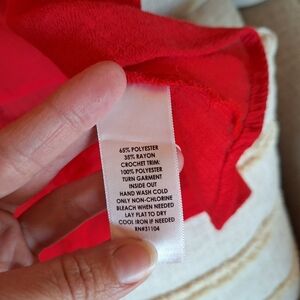 65% POLYESTER
35% RAYON
CROCHET TRIM:
100% POLYESTER
TURN GARMENT
INSIDE OUT
HAND WASH COLD
ONLY NON-CHLORINE
BLEACH WHEN NEEDED
LAY FLAT TO DRY
COOL IRON IF NEEDED
RN#31104